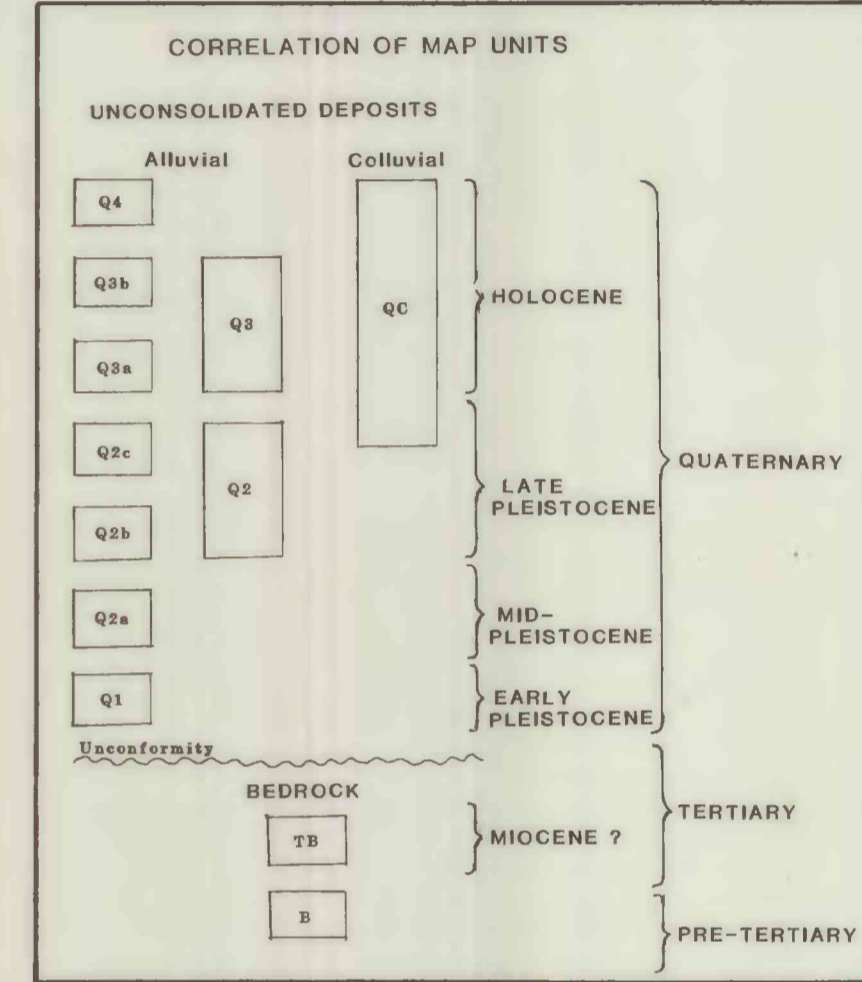 CORRELATION OF MAP UNITS
UNCONSOLIDATED DEPOSITS
Alluvial
Colluvial
Q4
Q3b
Q3
QC
HOLOCENE
Q3a
Q2c
Q2
LATE
PLEISTOCENE
QUATERNARY
Q2b
Q2a
MID-
PLEISTOCENE
Q1
EARLY
PLEISTOCENE
Unconformity
BEDROCK
TB
MIOCENE ?
TERTIARY
B
PRE-TERTIARY